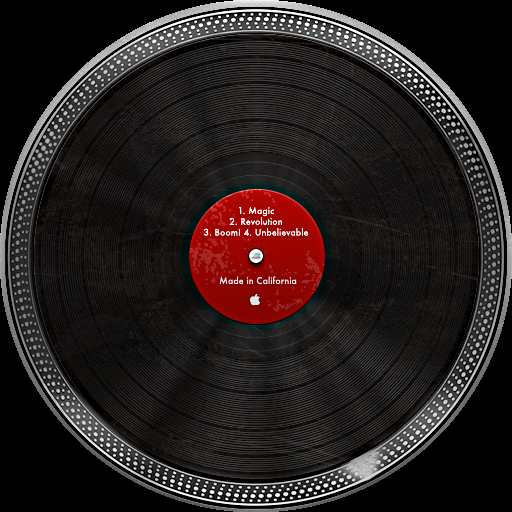 1. Magic
2. Revolution
3. Boom! 4. Unbelievable
Made in California